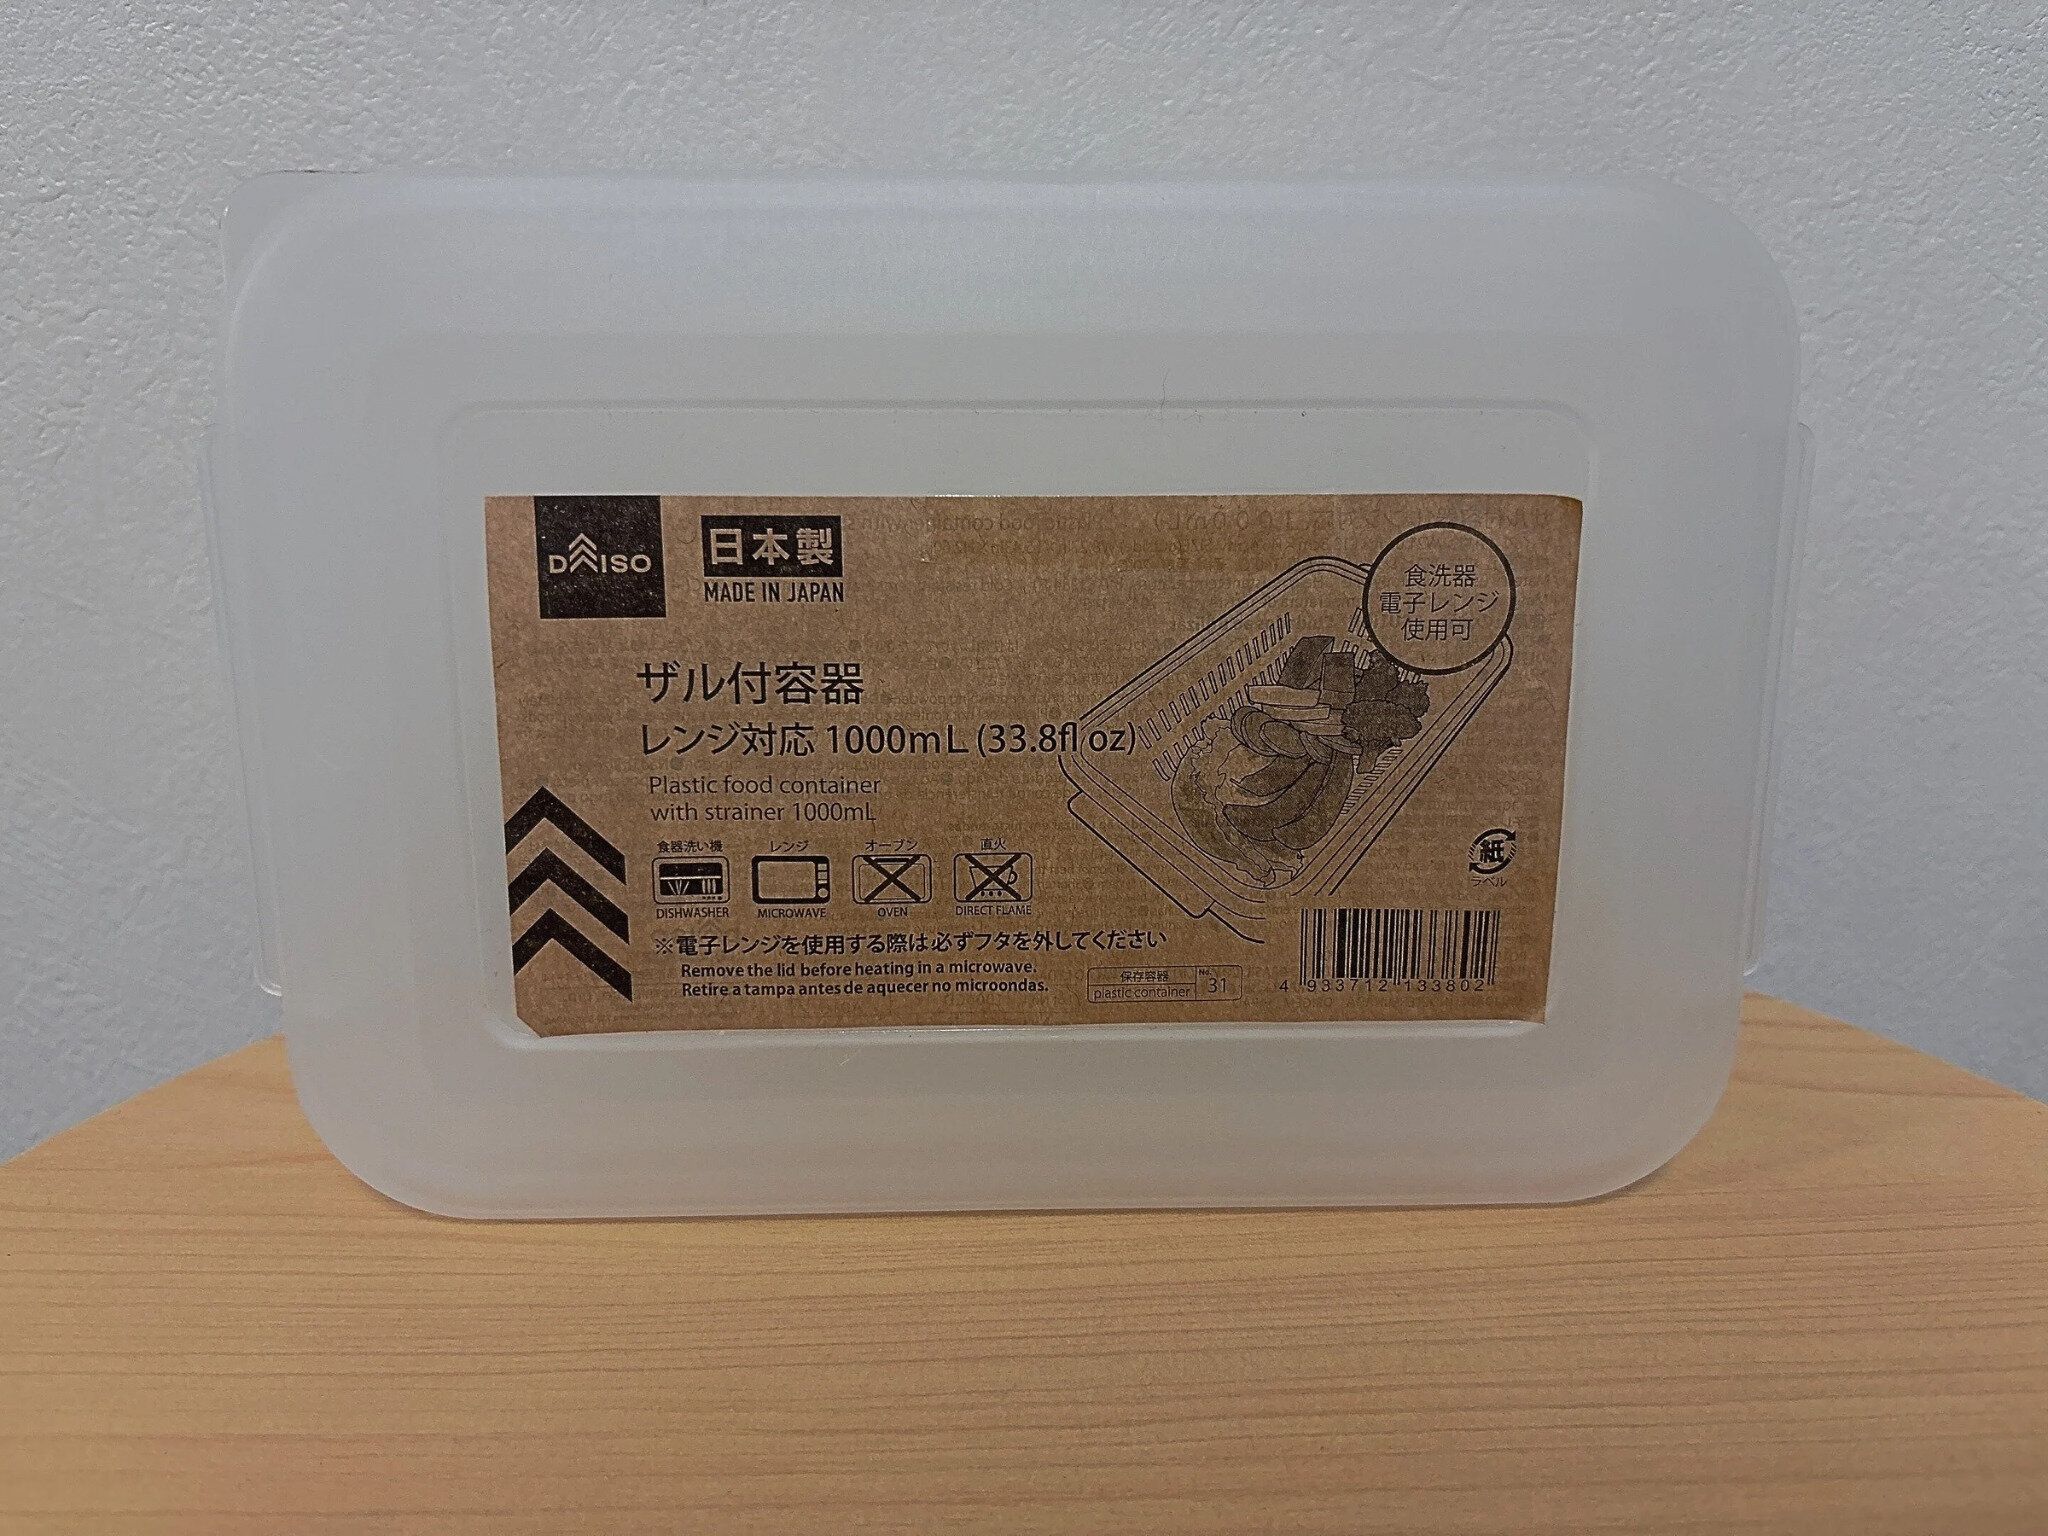 DAISO
日本製
MADE IN JAPAN
食洗器
電子レンジ
使用可
ザル付容器
レンジ対応 1000mL (33.8fl oz)
Plastic food container
with strainer 1000mL
食器洗い機 レンジ オーブン 直火
DISHWASHER MICROWAVE OVEN DIRECT FLAME
※電子レンジを使用する際は必ずフタを外してください
Remove the lid before heating in a microwave.
Retire a tampa antes de aquecer no microondas.
保存容器
plastic container
No. 31
紙
ラベル
4 933712 133802